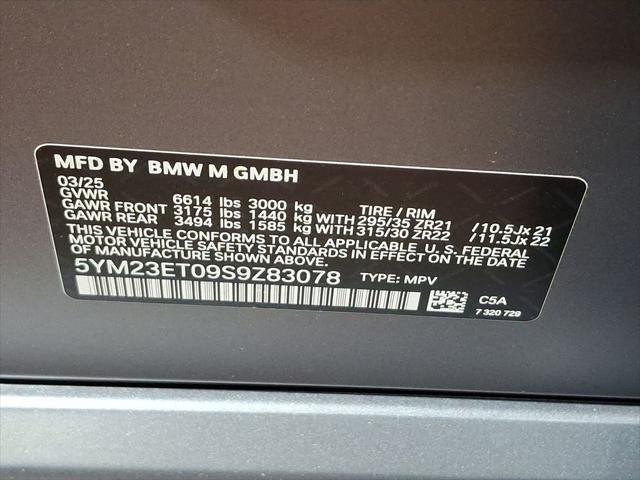 MFD BY BMW M GMBH
03/25
GVWR 6614 lbs 3000 kg TIRE / RIM
GAWR FRONT 3175 lbs 1440 kg WITH 295/35 ZR21 /10.5Jx 21
GAWR REAR 3494 lbs 1585 kg WITH 315/30 ZR22 /11.5Jx 22
THIS VEHICLE CONFORMS TO ALL APPLICABLE U.S. FEDERAL
MOTOR VEHICLE SAFETY STANDARDS IN EFFECT ON THE DATE
OF MANUFACTURE SHOWN ABOVE.
5YM23ET09S9Z83078 TYPE: MPV
C5A
7 320 729